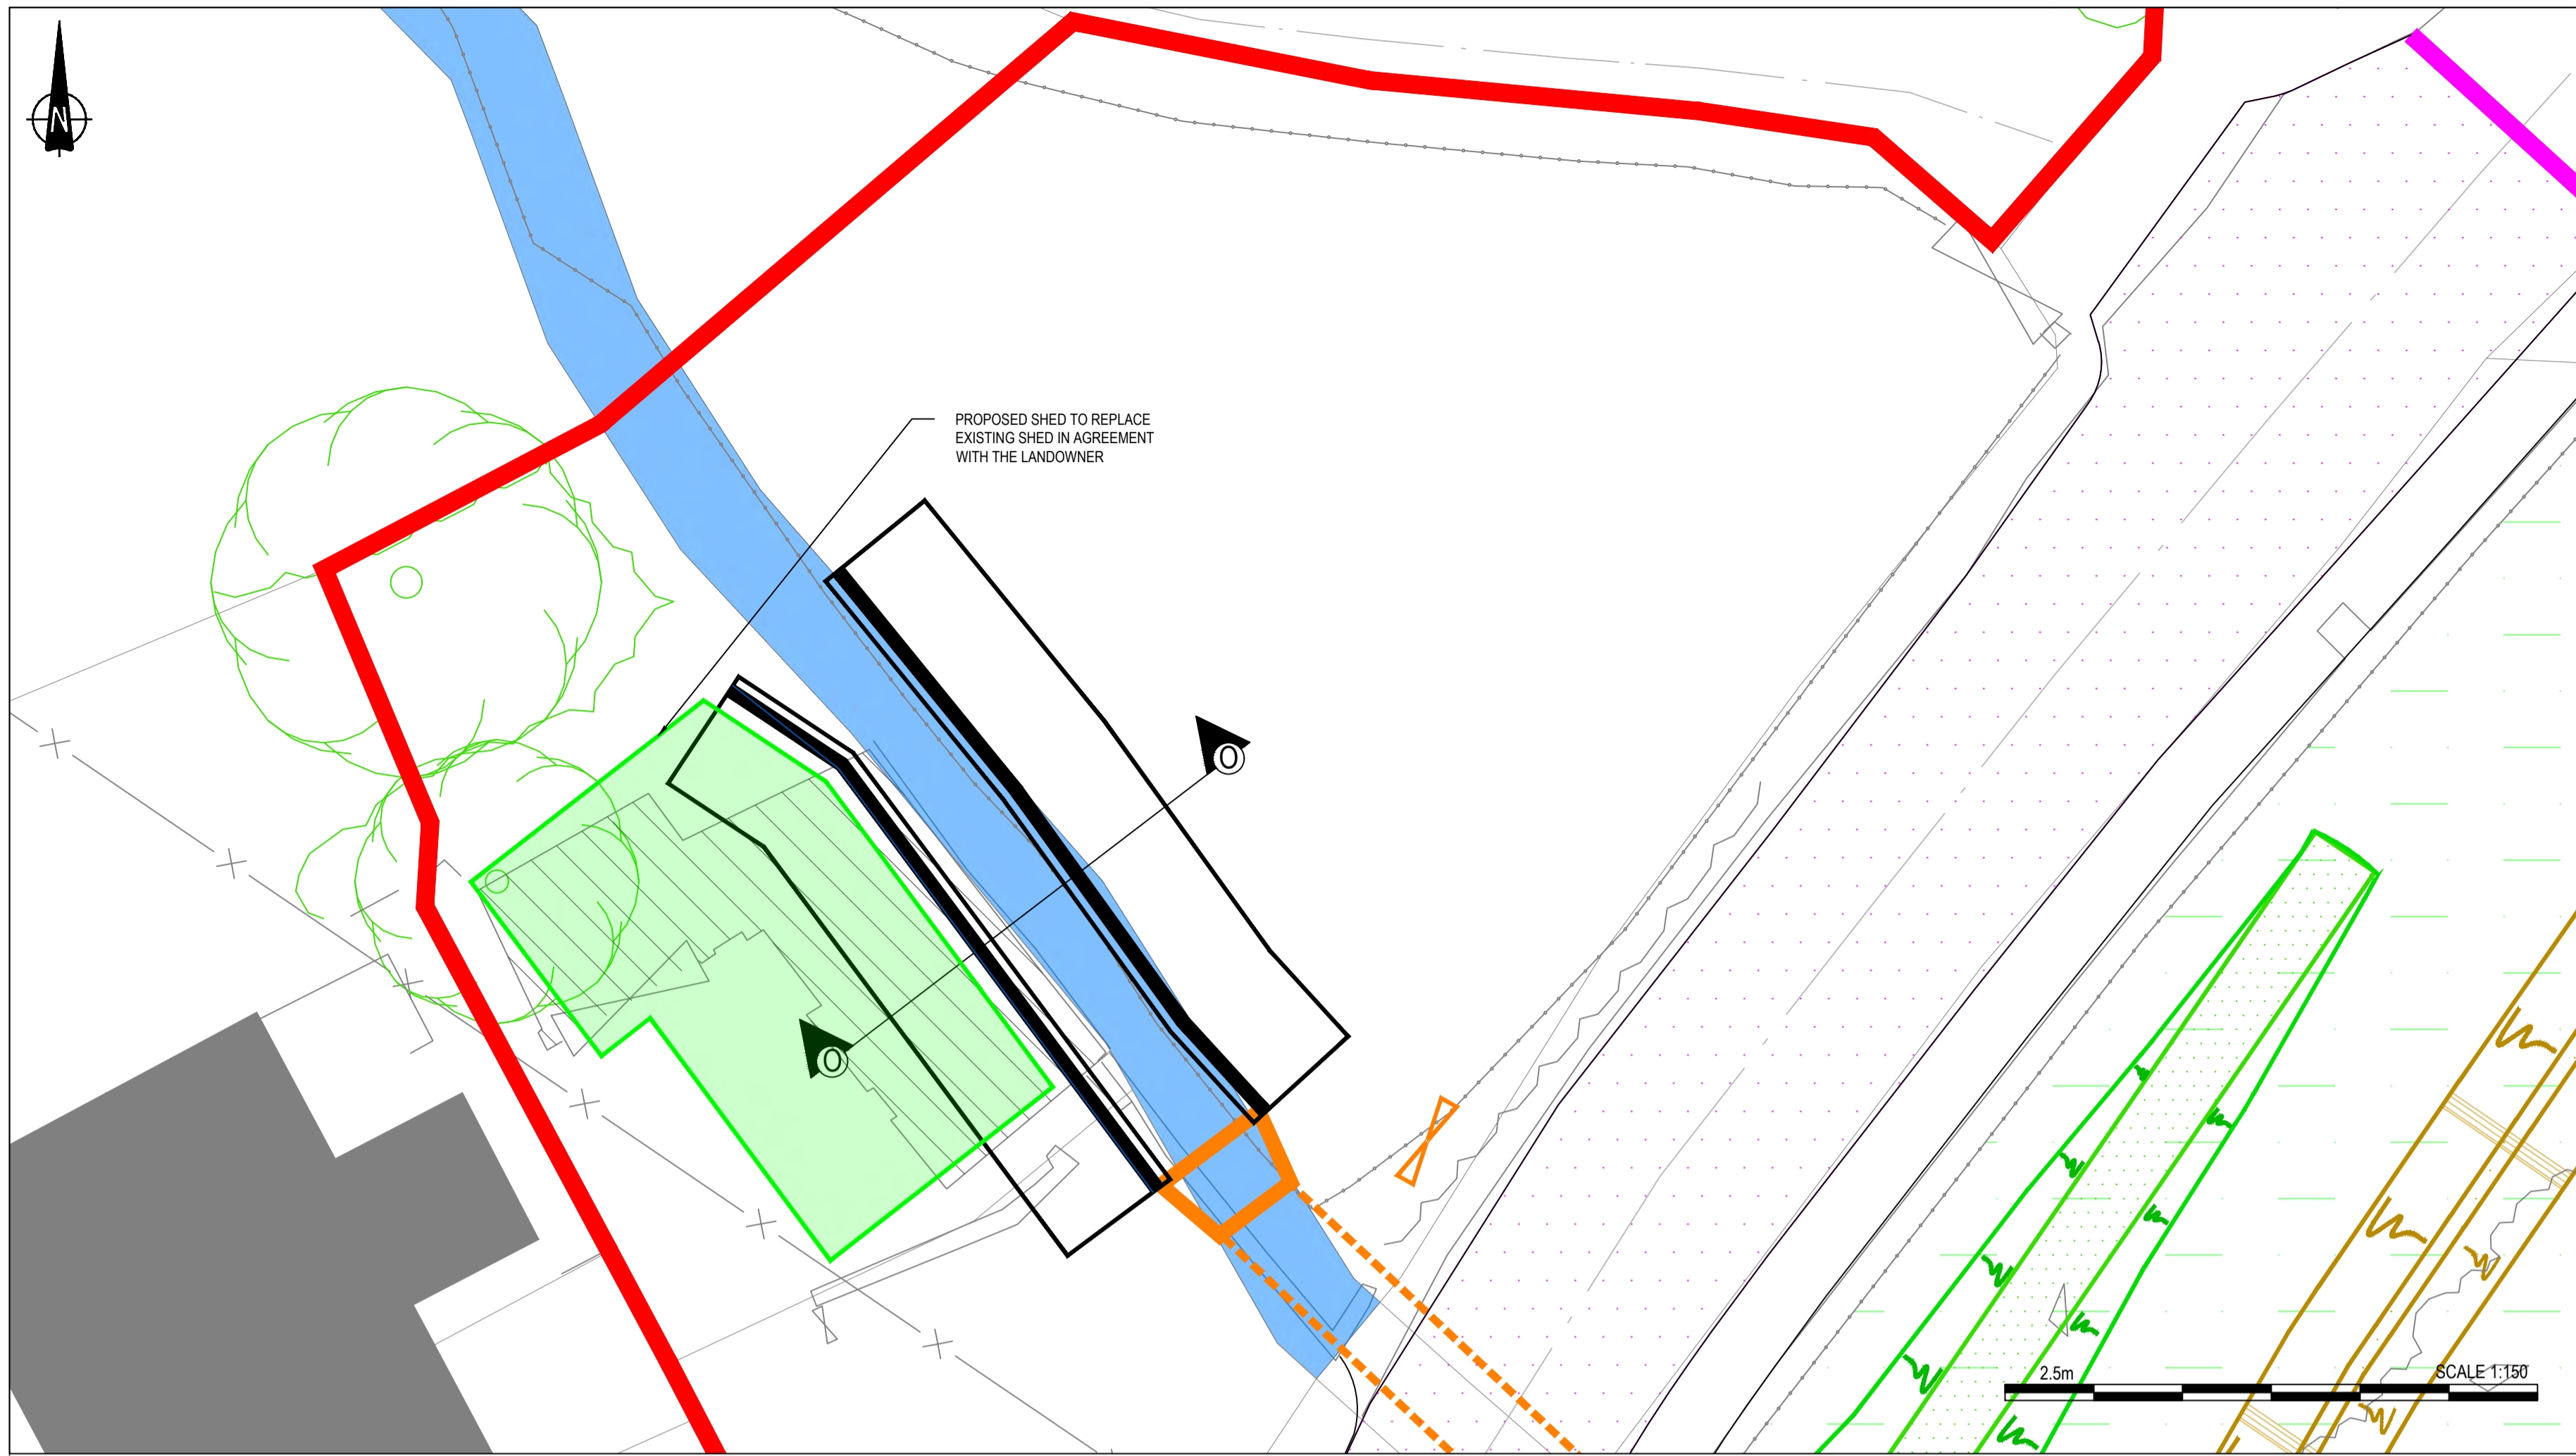 N
PROPOSED SHED TO REPLACE
EXISTING SHED IN AGREEMENT
WITH THE LANDOWNER
O
O
2.5m
SCALE 1:150